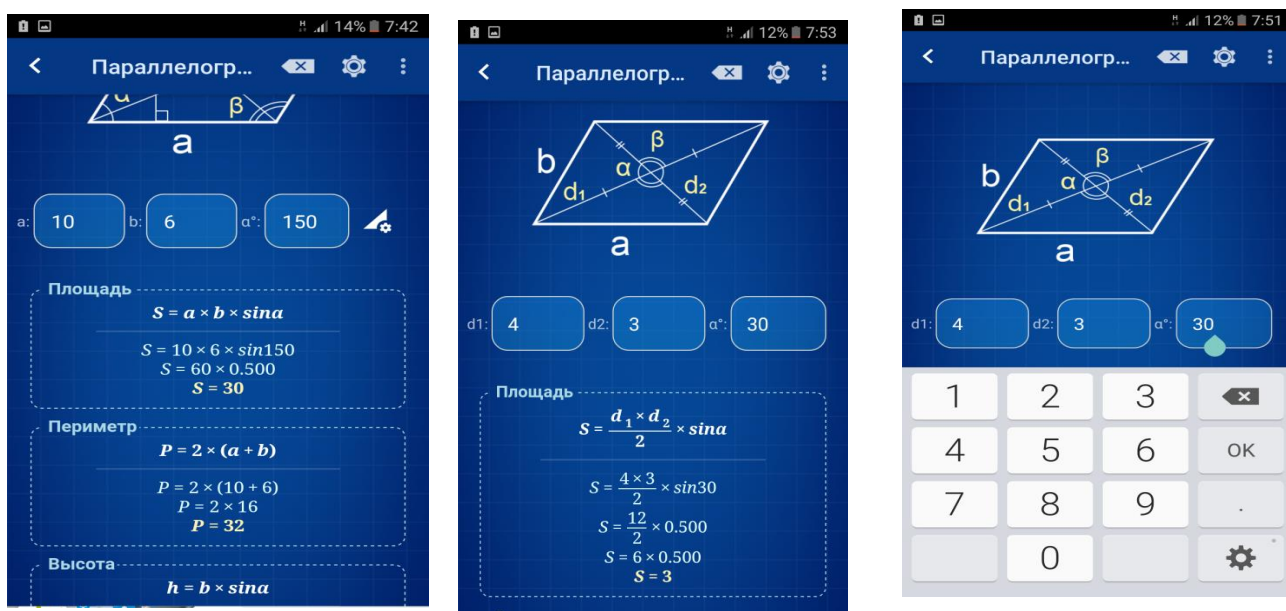 14% 7:42
Параллелогр...
α β
a
a: 10 b: 6 α°: 150
Площадь
S = a × b × sinα
S = 10 × 6 × sin150
S = 60 × 0.500
S = 30
Периметр
P = 2 × (a + b)
P = 2 × (10 + 6)
P = 2 × 16
P = 32
Высота
h = b × sinα
H 12% 7:53
Параллелогр...
β
b α
d₁ d₂
a
d1: 4 d2: 3 α°: 30
Площадь
S = d₁ × d₂ / 2 × sinα
S = 4 × 3 / 2 × sin30
S = 12 / 2 × 0.500
S = 6 × 0.500
S = 3
H 12% 7:51
Параллелогр...
β
b α
d₁ d₂
a
d1: 4 d2: 3 α°: 30
1 2 3
4 5 6 OK
7 8 9 .
0